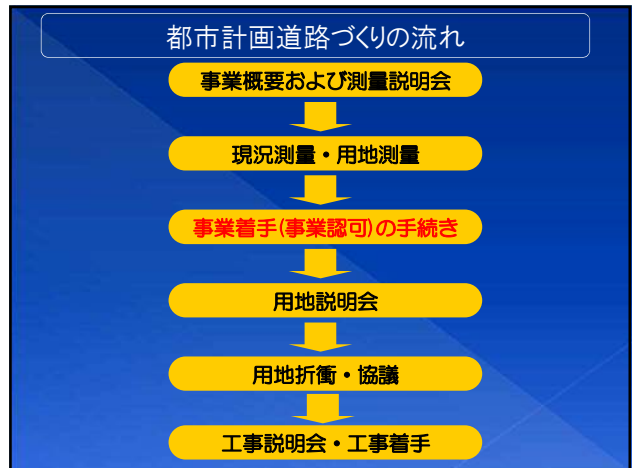 都市計画道路づくりの流れ
事業概要および測量説明会
現況測量・用地測量
事業着手(事業認可)の手続き
用地説明会
用地折衝・協議
工事説明会・工事着手